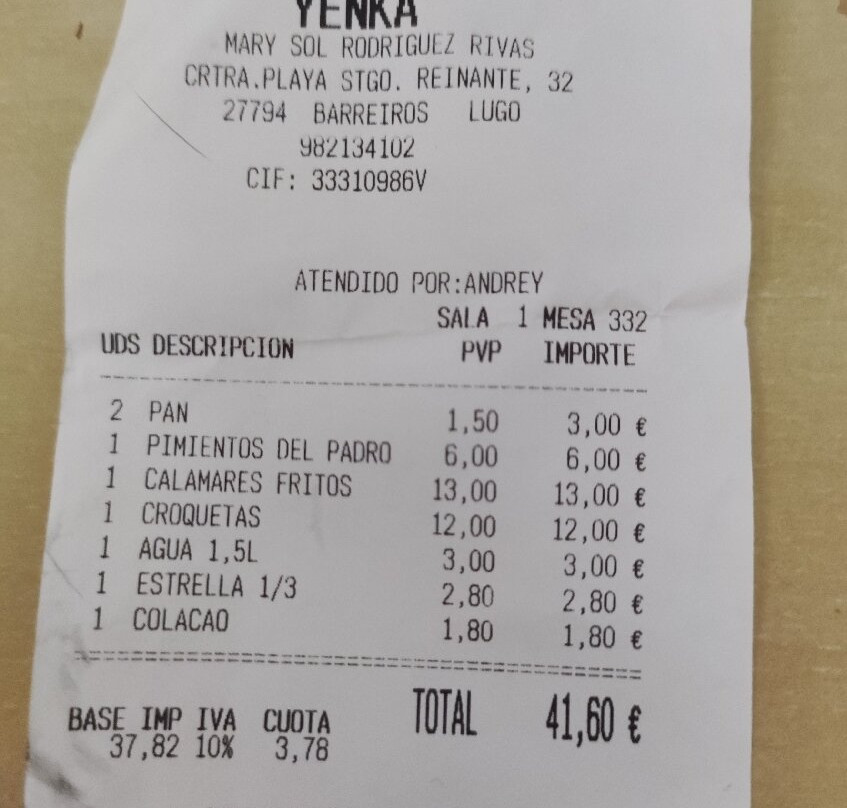 YENKA
MARY SOL RODRIGUEZ RIVAS
CRTRA.PLAYA STGO. REINANTE, 32
27794 BARREIROS LUGO
982134102
CIF: 33310986V
ATENDIDO POR:ANDREY
SALA 1 MESA 332
UDS DESCRIPCION PVP IMPORTE
2 PAN 1,50 3,00 €
1 PIMIENTOS DEL PADRO 6,00 6,00 €
1 CALAMARES FRITOS 13,00 13,00 €
1 CROQUETAS 12,00 12,00 €
1 AGUA 1,5L 3,00 3,00 €
1 ESTRELLA 1/3 2,80 2,80 €
1 COLACAO 1,80 1,80 €
TOTAL 41,60 €
BASE IMP IVA CUOTA
37,82 10% 3,78